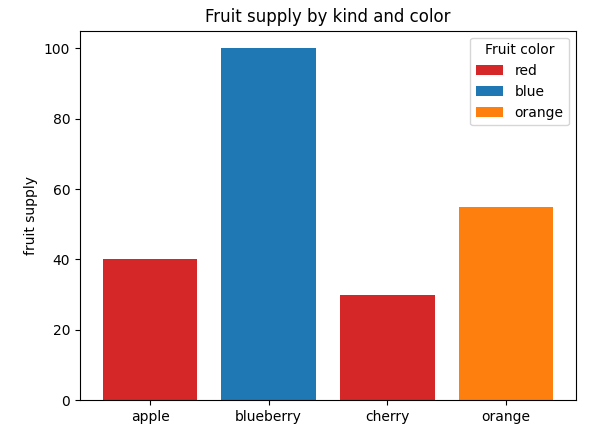 Fruit supply by kind and color
Fruit color
red
blue
orange
fruit supply
100
80
60
40
20
0
apple blueberry cherry orange